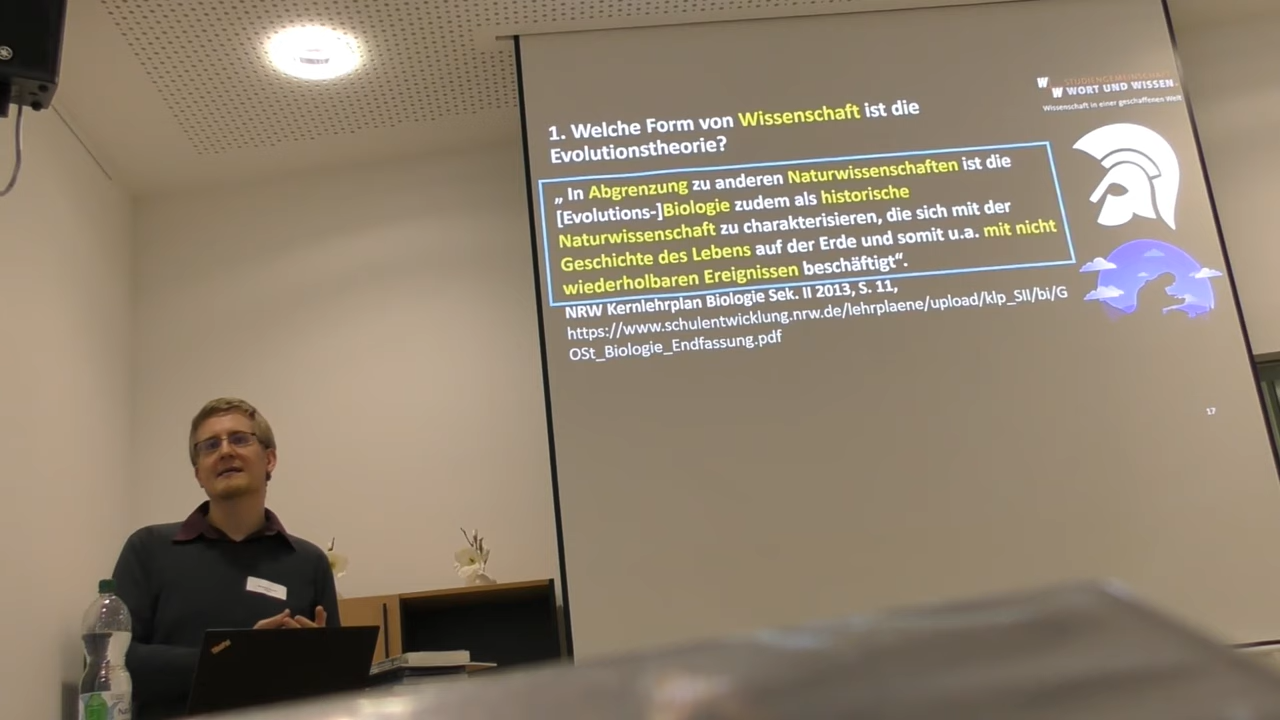 STUDIENGEMEINSCHAFT
WORT UND WISSEN
Wissenschaft in einer geschaffenen Welt
1. Welche Form von Wissenschaft ist die
Evolutionstheorie?
„ In Abgrenzung zu anderen Naturwissenschaften ist die
[Evolutions-]Biologie zudem als historische
Naturwissenschaft zu charakterisieren, die sich mit der
Geschichte des Lebens auf der Erde und somit u.a. mit nicht
wiederholbaren Ereignissen beschäftigt“.
NRW Kernlehrplan Biologie Sek. II 2013, S. 11,
https://www.schulentwicklung.nrw.de/lehrplaene/upload/klp_SII/bi/G
OSt_Biologie_Endfassung.pdf
17
ThinkPad